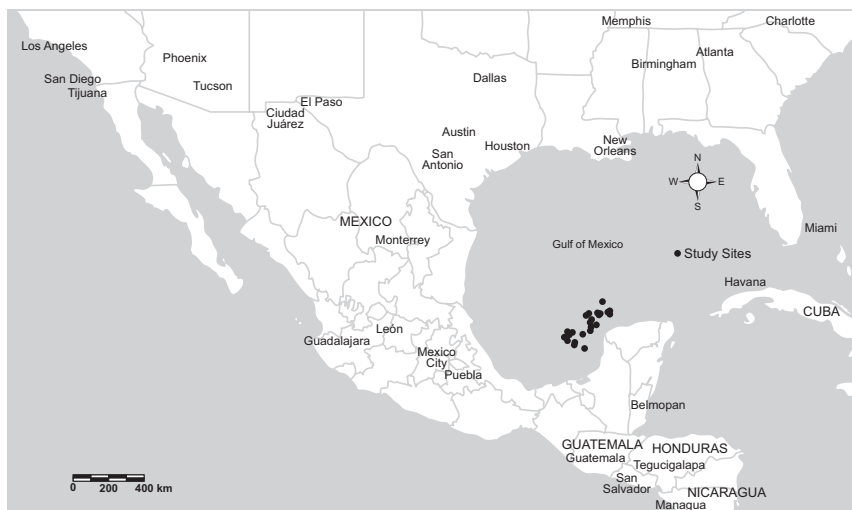 Memphis
Charlotte
Los Angeles
Atlanta
Phoenix
Birmingham
San Diego
Dallas
Tucson
Tijuana
El Paso
Ciudad
Juárez
Austin
New
Orleans
Houston
San
Antonio
N
W
E
S
MEXICO
Miami
Monterrey
Gulf of Mexico
Study Sites
Havana
CUBA
León
Guadalajara
Mexico
City
Puebla
Belmopan
GUATEMALA
HONDURAS
Guatemala
Tegucigalpa
San
Salvador
NICARAGUA
Managua
0 200 400 km